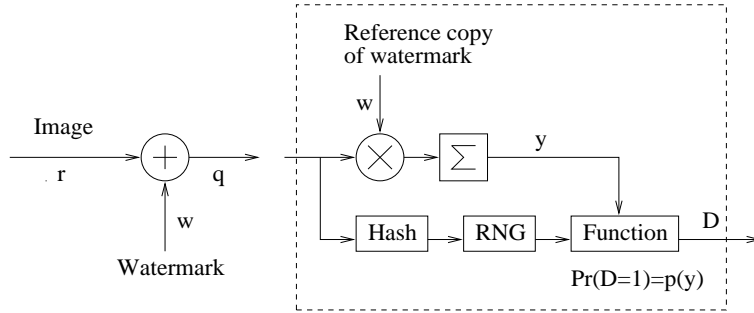 Reference copy
of watermark
w
Image
r
+
q
w
Watermark
×
Σ
y
Hash
RNG
Function
D
Pr(D=1)=p(y)